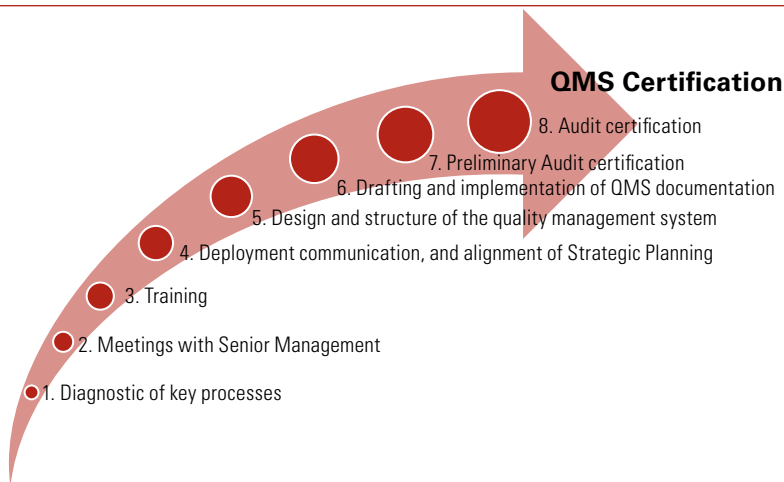 QMS Certification
8. Audit certification
7. Preliminary Audit certification
6. Drafting and implementation of QMS documentation
5. Design and structure of the quality management system
4. Deployment communication, and alignment of Strategic Planning
3. Training
2. Meetings with Senior Management
1. Diagnostic of key processes